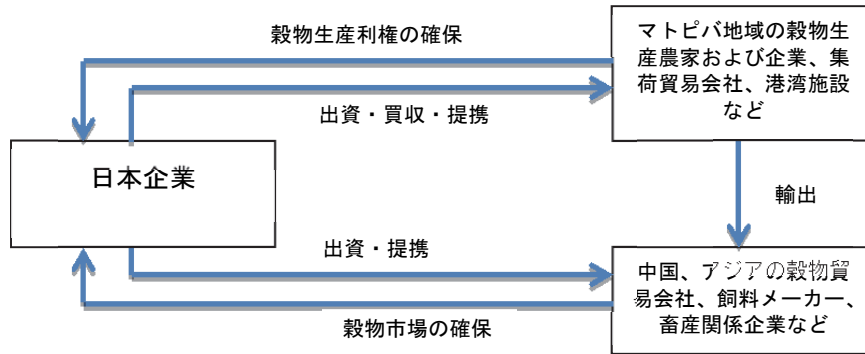 穀物生産利権の確保
マトピバ地域の穀物生
産農家および企業、集
荷貿易会社、港湾施設
など
出資・買収・提携
日本企業
輸出
出資・提携
中国、アジアの穀物貿
易会社、飼料メーカー、
畜産関係企業など
穀物市場の確保